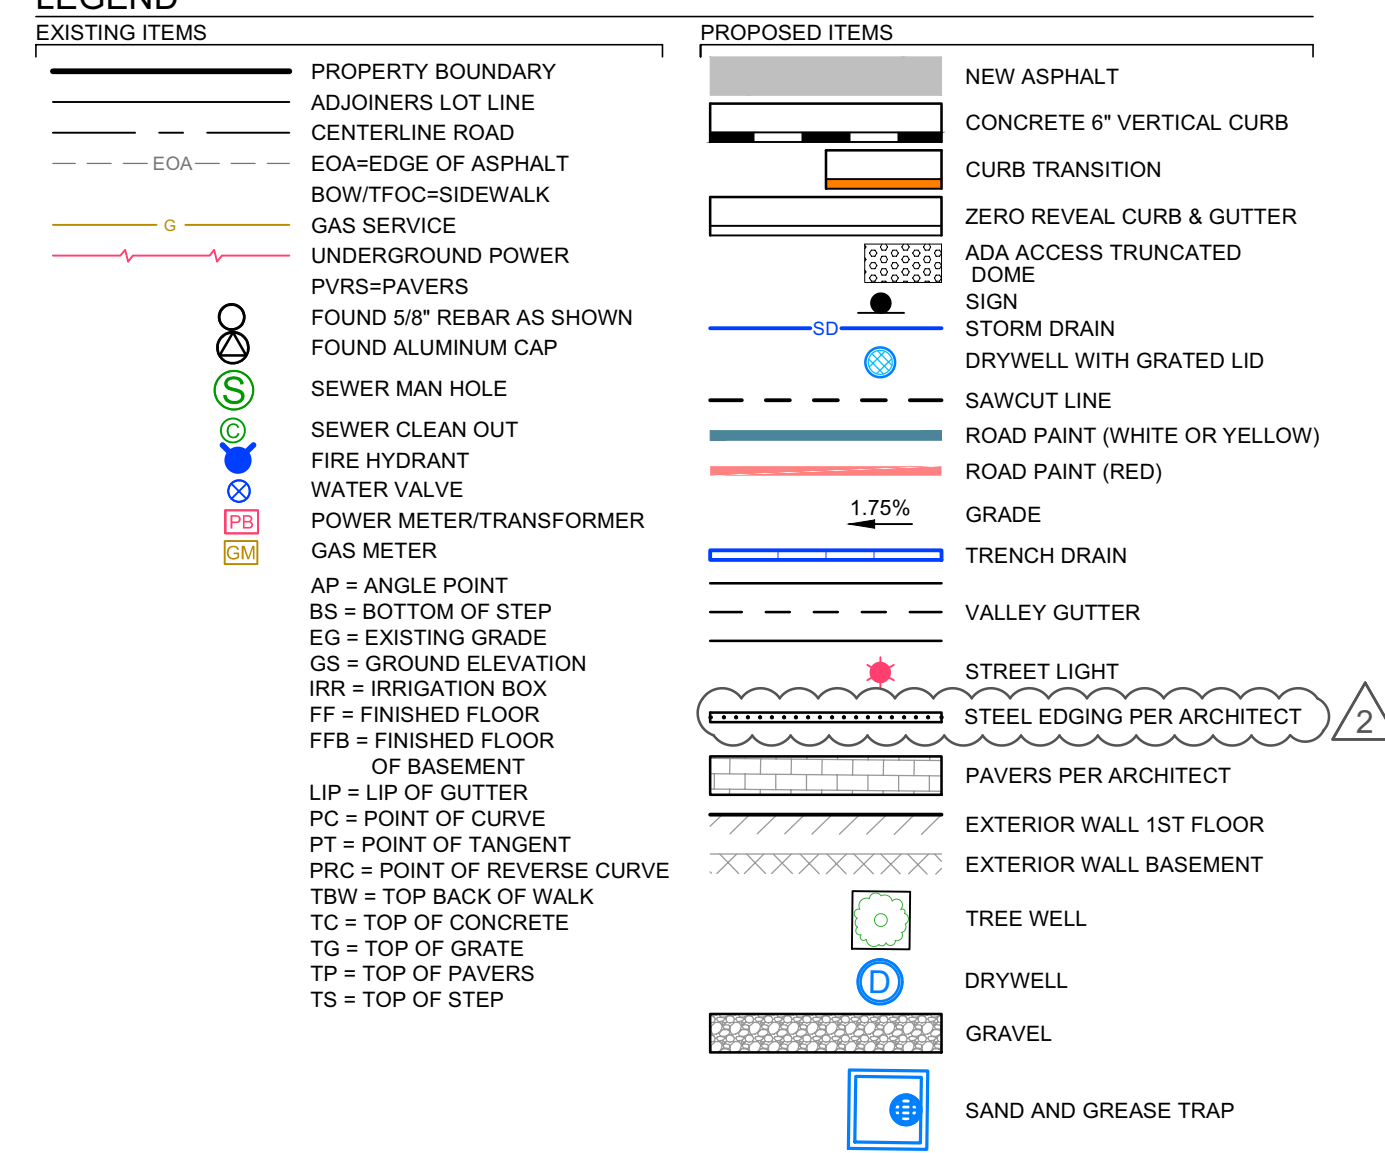 LEGEND
EXISTING ITEMS
PROPERTY BOUNDARY
ADJOINERS LOT LINE
CENTERLINE ROAD
EOA EOA=EDGE OF ASPHALT
BOW/TFOC=SIDEWALK
G GAS SERVICE
UNDERGROUND POWER
PVRS=PAVERS
FOUND 5/8" REBAR AS SHOWN
FOUND ALUMINUM CAP
S SEWER MAN HOLE
C SEWER CLEAN OUT
FIRE HYDRANT
WATER VALVE
PB POWER METER/TRANSFORMER
GM GAS METER
AP = ANGLE POINT
BS = BOTTOM OF STEP
EG = EXISTING GRADE
GS = GROUND ELEVATION
IRR = IRRIGATION BOX
FF = FINISHED FLOOR
FFB = FINISHED FLOOR
OF BASEMENT
LIP = LIP OF GUTTER
PC = POINT OF CURVE
PT = POINT OF TANGENT
PRC = POINT OF REVERSE CURVE
TBW = TOP BACK OF WALK
TC = TOP OF CONCRETE
TG = TOP OF GRATE
TP = TOP OF PAVERS
TS = TOP OF STEP
PROPOSED ITEMS
NEW ASPHALT
CONCRETE 6" VERTICAL CURB
CURB TRANSITION
ZERO REVEAL CURB & GUTTER
ADA ACCESS TRUNCATED
DOME
SIGN
SD STORM DRAIN
DRYWELL WITH GRATED LID
SAWCUT LINE
ROAD PAINT (WHITE OR YELLOW)
ROAD PAINT (RED)
1.75% GRADE
TRENCH DRAIN
VALLEY GUTTER
STREET LIGHT
STEEL EDGING PER ARCHITECT 2
PAVERS PER ARCHITECT
EXTERIOR WALL 1ST FLOOR
EXTERIOR WALL BASEMENT
TREE WELL
D DRYWELL
GRAVEL
SAND AND GREASE TRAP